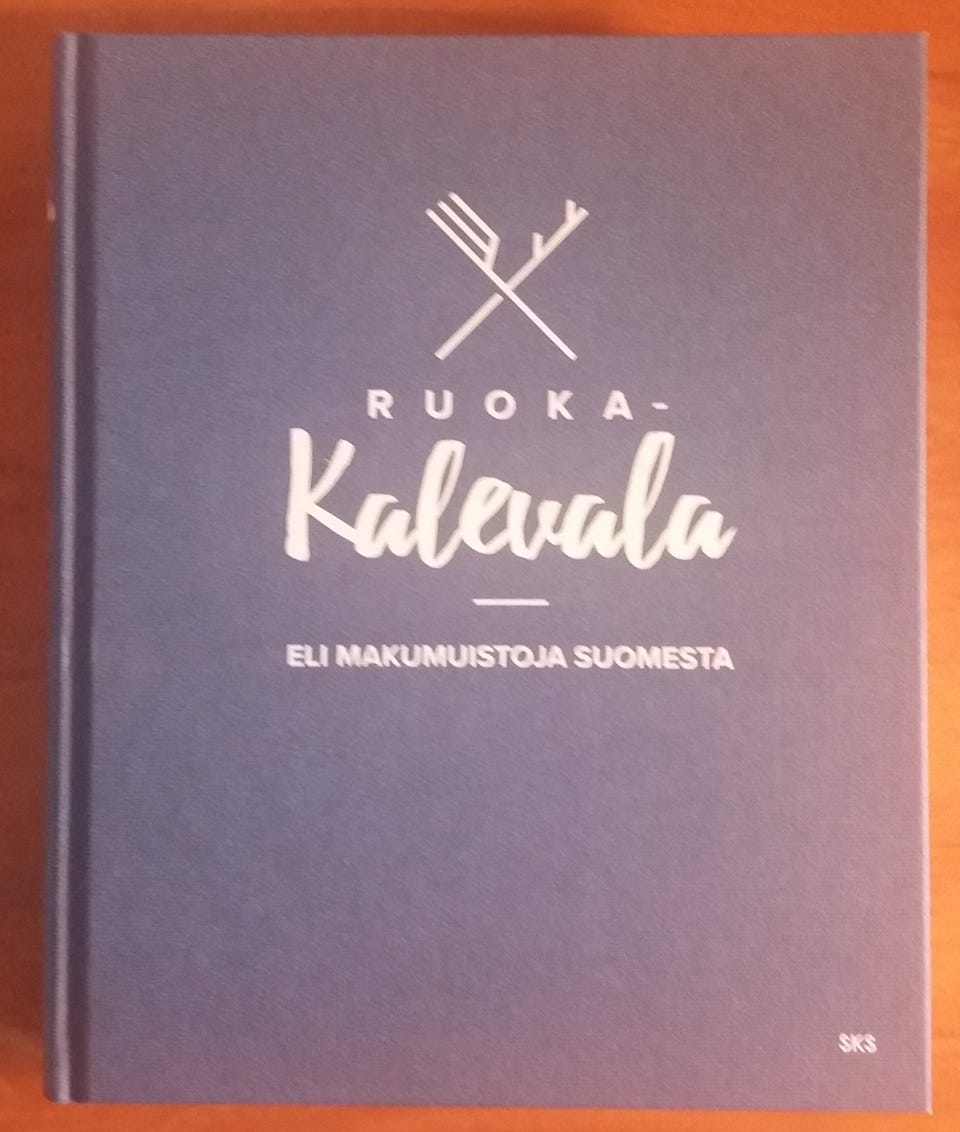 RUOKA-
Kalevala
ELI MAKUMUISTOJA SUOMESTA
SKS